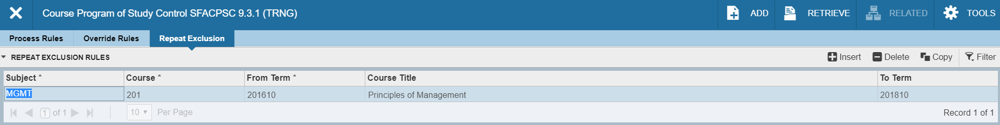 Course Program of Study Control SFACPSC 9.3.1 (TRNG) ADD RETRIEVE RELATED TOOLS
Process Rules Override Rules Repeat Exclusion
REPEAT EXCLUSION RULES Insert Delete Copy Filter
Subject * Course * From Term * Course Title To Term
MGMT 201 201610 Principles of Management 201810
1 of 1 10 Per Page Record 1 of 1